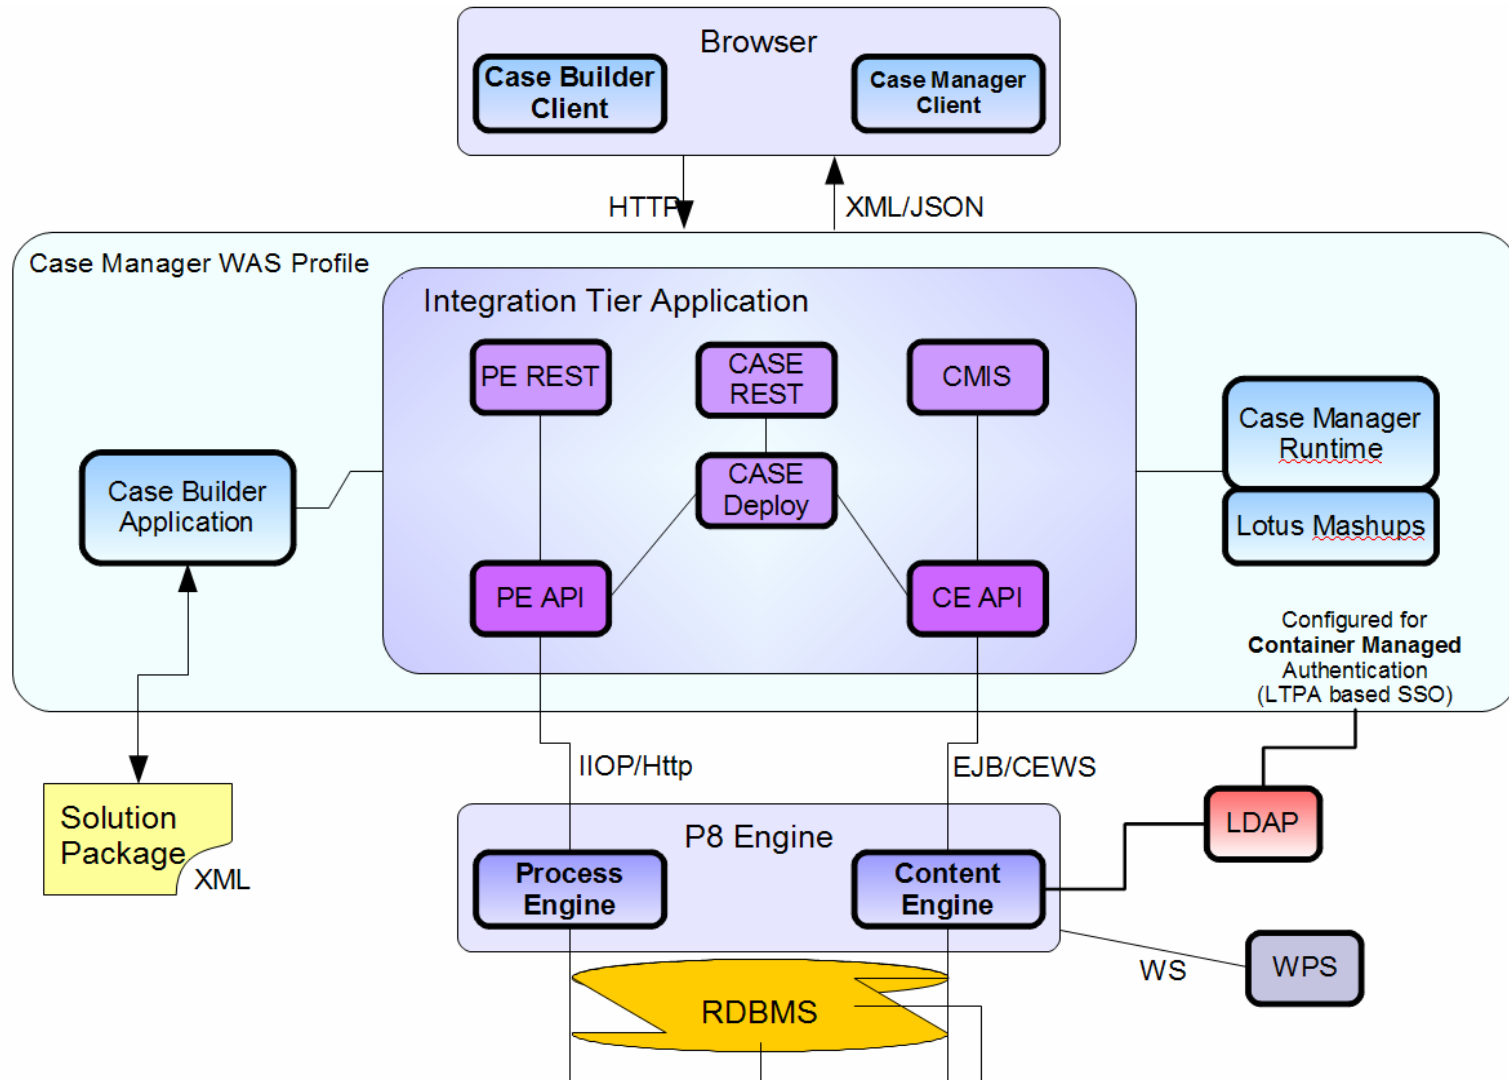 Browser
Case Builder
Client
Case Manager
Client
HTTP
XML/JSON
Case Manager WAS Profile
Integration Tier Application
PE REST
CASE
REST
CMIS
Case Manager
Runtime
Case Builder
Application
CASE
Deploy
Lotus Mashups
PE API
CE API
Configured for
Container Managed
Authentication
(LTPA based SSO)
IIOP/Http
EJB/CEWS
Solution
Package
XML
P8 Engine
LDAP
Process
Engine
Content
Engine
WS
WPS
RDBMS